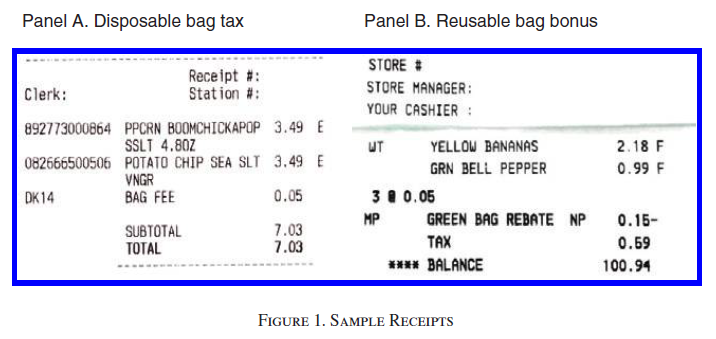 Panel A. Disposable bag tax
Receipt #:
Clerk: Station #:
892773000864 PPCRN BOOMCHICKAPOP 3.49 E
SSLT 4.8OZ
082666500506 POTATO CHIP SEA SLT 3.49 E
VNGR
DK14 BAG FEE 0.05
SUBTOTAL 7.03
TOTAL 7.03
Panel B. Reusable bag bonus
STORE #
STORE MANAGER:
YOUR CASHIER :
WT YELLOW BANANAS 2.18 F
GRN BELL PEPPER 0.99 F
3 @ 0.05
MP GREEN BAG REBATE NP 0.15-
TAX 0.59
**** BALANCE 100.94
FIGURE 1. SAMPLE RECEIPTS